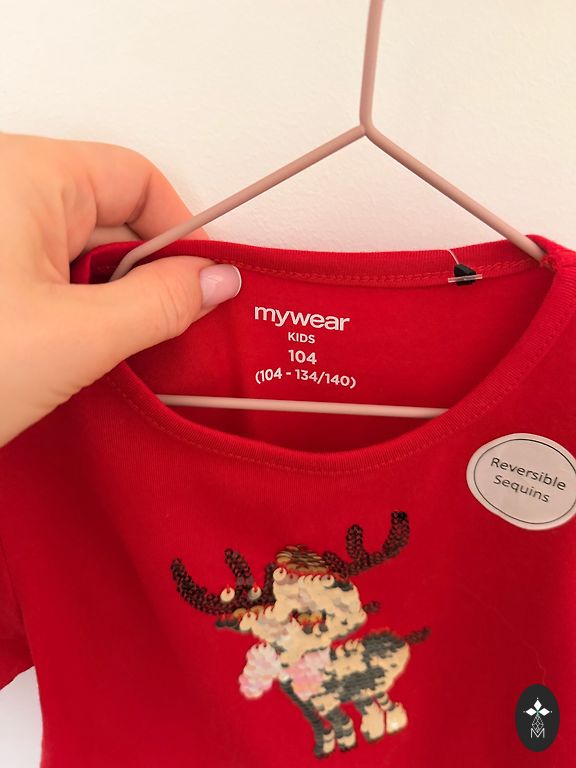 mywear
KIDS
104
(104 - 134/140)
Reversible
Sequins
M